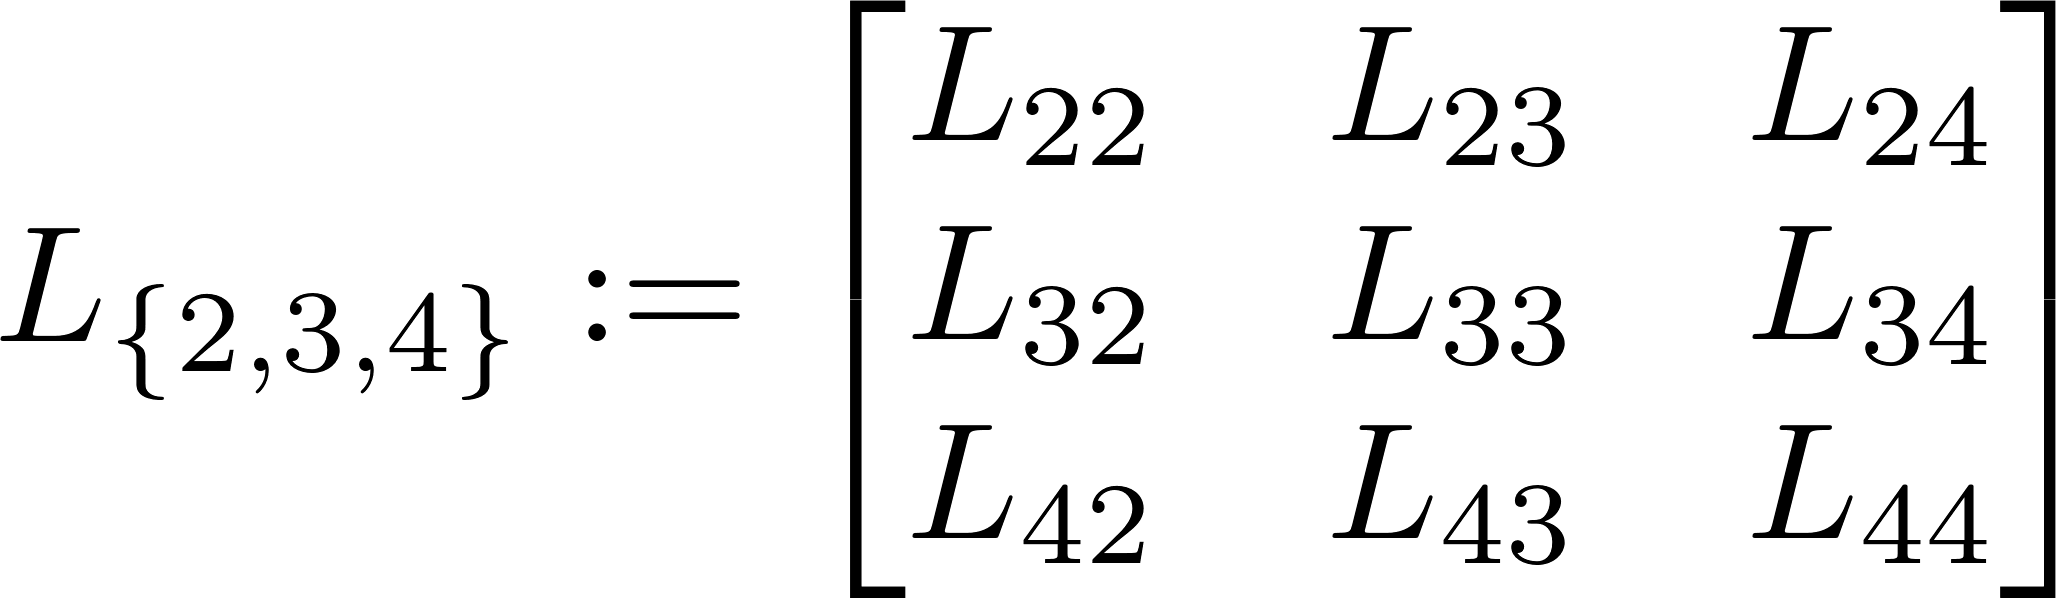 L_{\{2,3,4\}} := \begin{bmatrix} L_{22} & L_{23} & L_{24} \\ L_{32} & L_{33} & L_{34} \\ L_{42} & L_{43} & L_{44} \end{bmatrix}